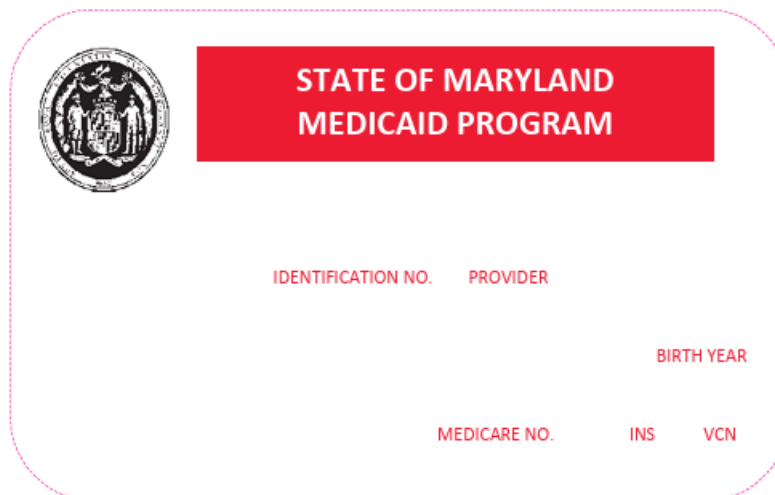 STATE OF MARYLAND
MEDICAID PROGRAM
IDENTIFICATION NO. PROVIDER
BIRTH YEAR
MEDICARE NO. INS VCN